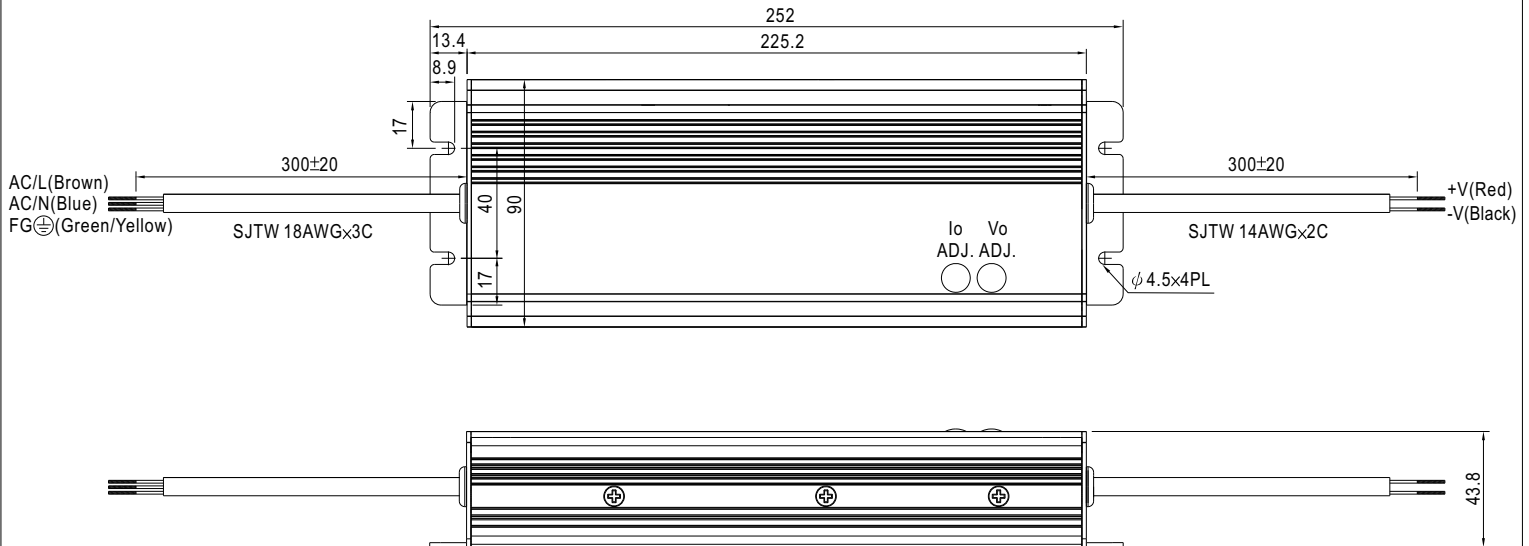 252
13.4
225.2
8.9
17
300±20
300±20
AC/L(Brown)
AC/N(Blue)
FG⏚(Green/Yellow)
SJTW 18AWG×3C
40
90
17
Io Vo
ADJ. ADJ.
+V(Red)
-V(Black)
SJTW 14AWG×2C
ϕ 4.5×4PL
43.8